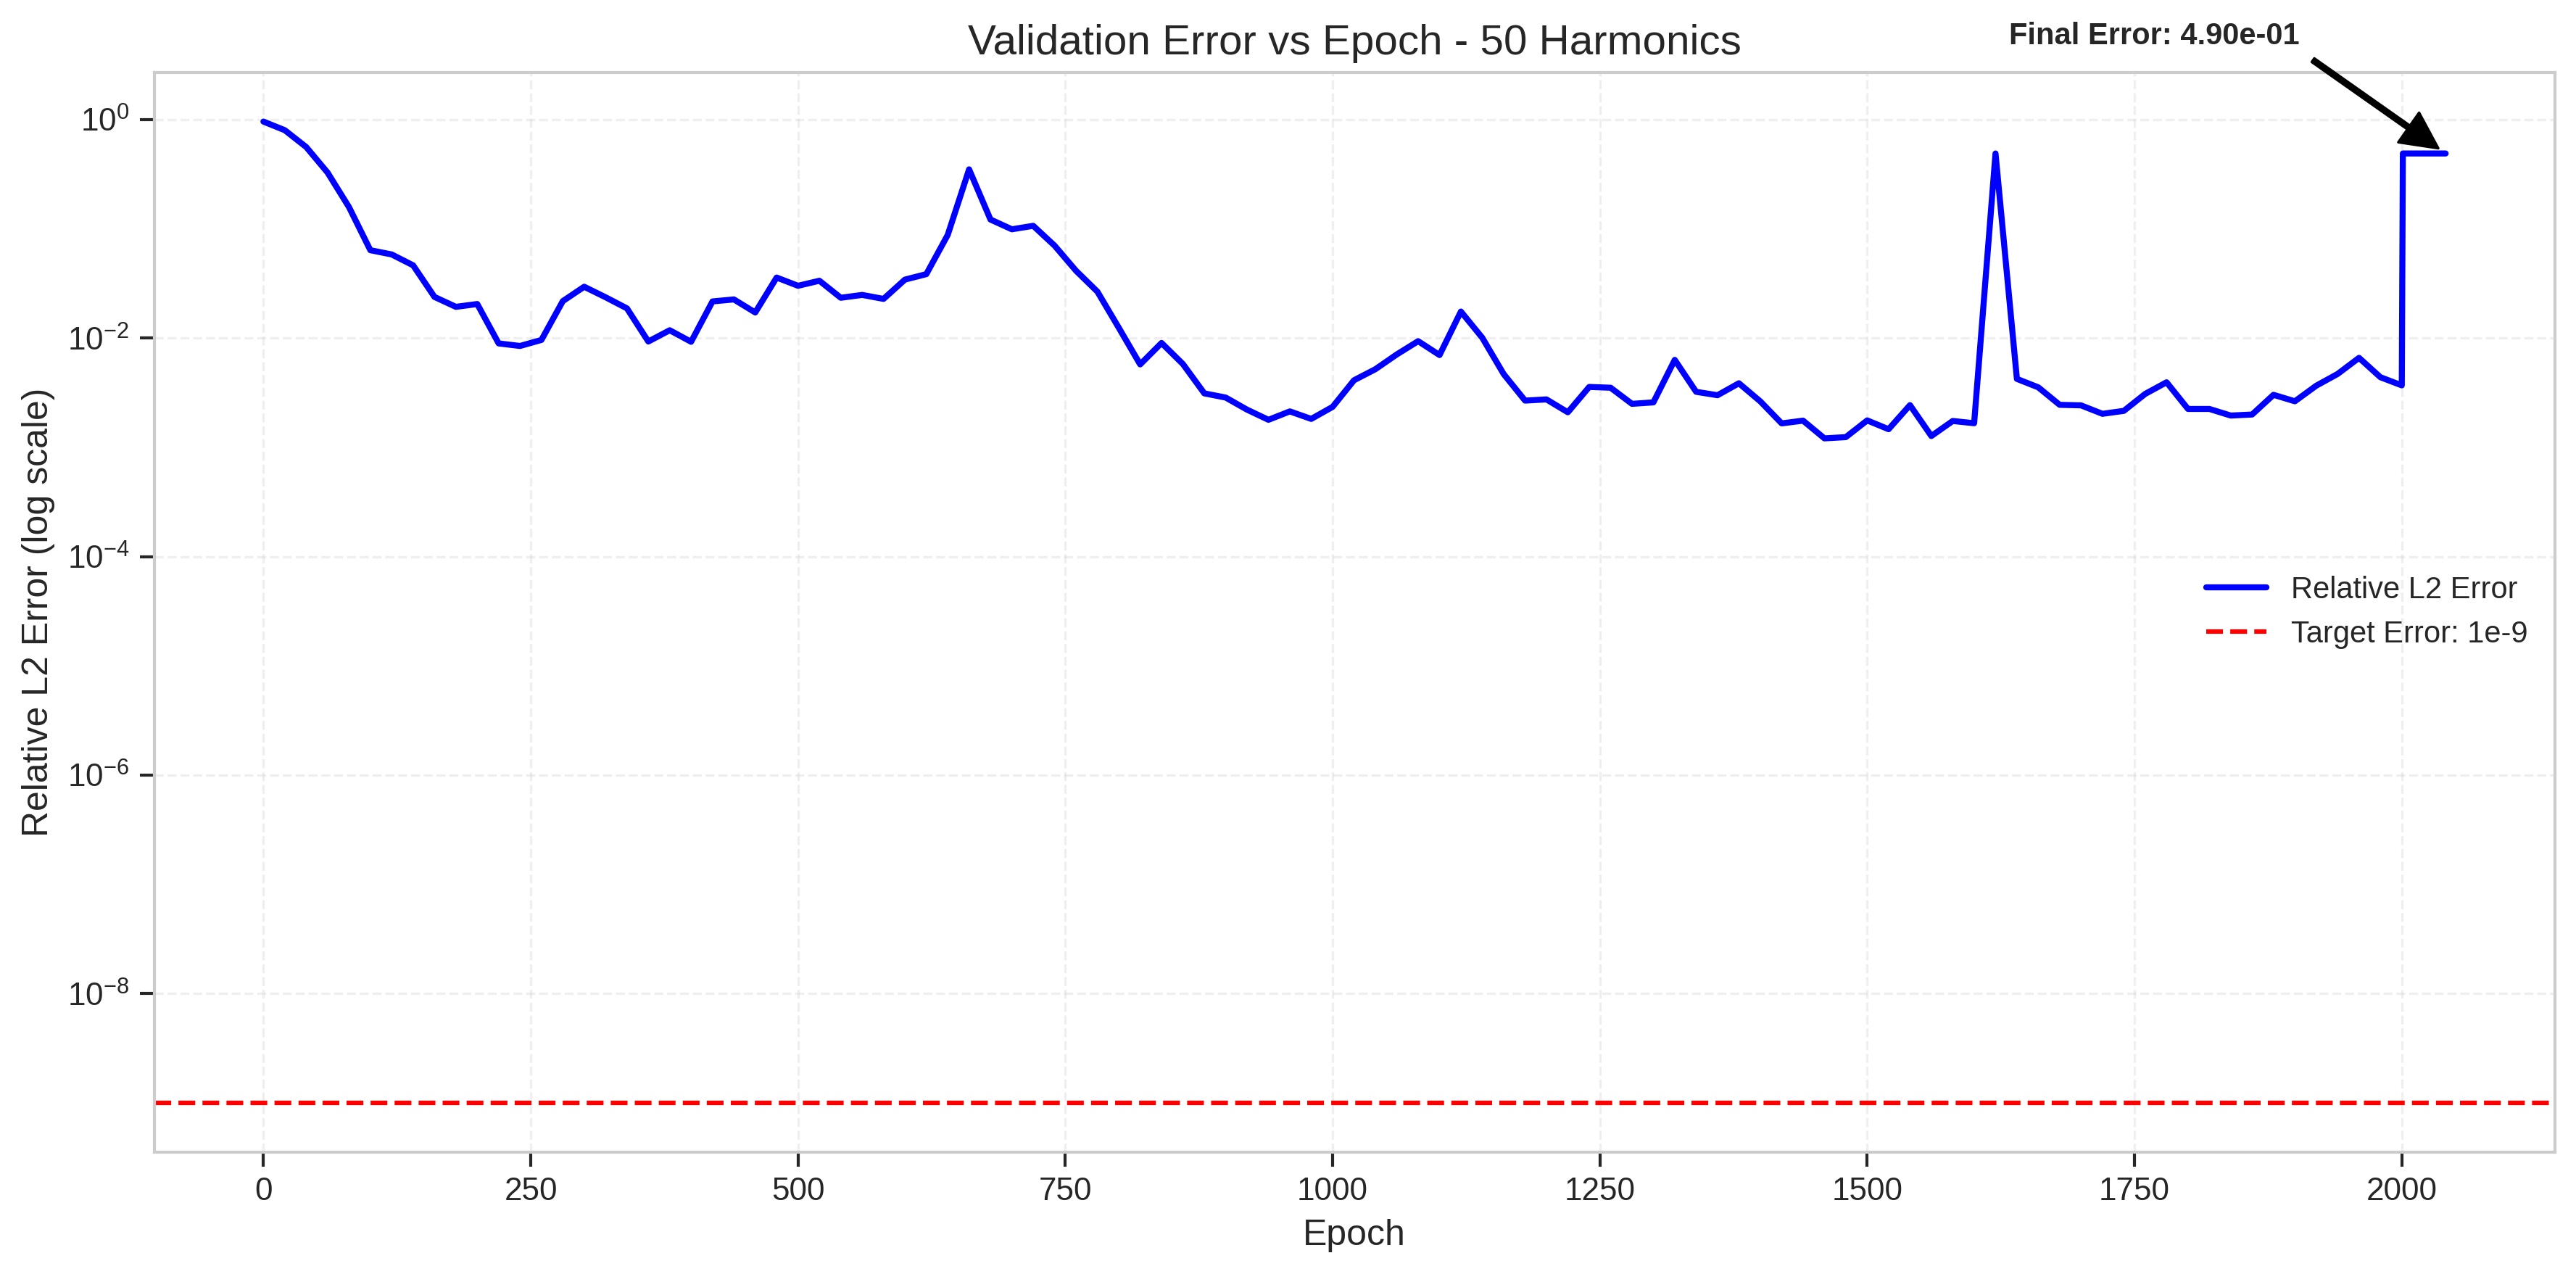 Validation Error vs Epoch - 50 Harmonics
Final Error: 4.90e-01
Relative L2 Error (log scale)
10⁰
10⁻²
10⁻⁴
10⁻⁶
10⁻⁸
Relative L2 Error
Target Error: 1e-9
0 250 500 750 1000 1250 1500 1750 2000
Epoch